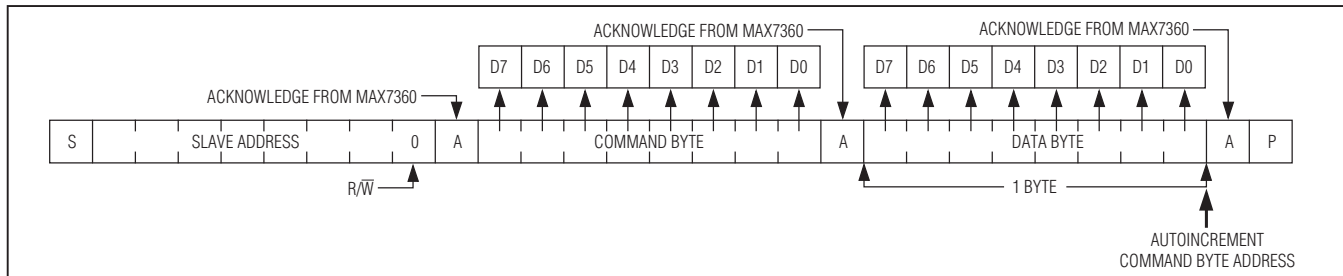 ACKNOWLEDGE FROM MAX7360 ACKNOWLEDGE FROM MAX7360
D7 D6 D5 D4 D3 D2 D1 D0 D7 D6 D5 D4 D3 D2 D1 D0
ACKNOWLEDGE FROM MAX7360
S SLAVE ADDRESS 0 A COMMAND BYTE A DATA BYTE A P
R/W̅ 1 BYTE
AUTOINCREMENT
COMMAND BYTE ADDRESS